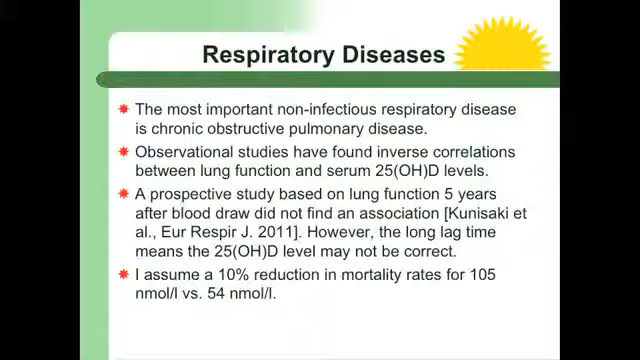 Respiratory Diseases
The most important non-infectious respiratory disease
is chronic obstructive pulmonary disease.
Observational studies have found inverse correlations
between lung function and serum 25(OH)D levels.
A prospective study based on lung function 5 years
after blood draw did not find an association [Kunisaki et
al., Eur Respir J. 2011]. However, the long lag time
means the 25(OH)D level may not be correct.
I assume a 10% reduction in mortality rates for 105
nmol/l vs. 54 nmol/l.